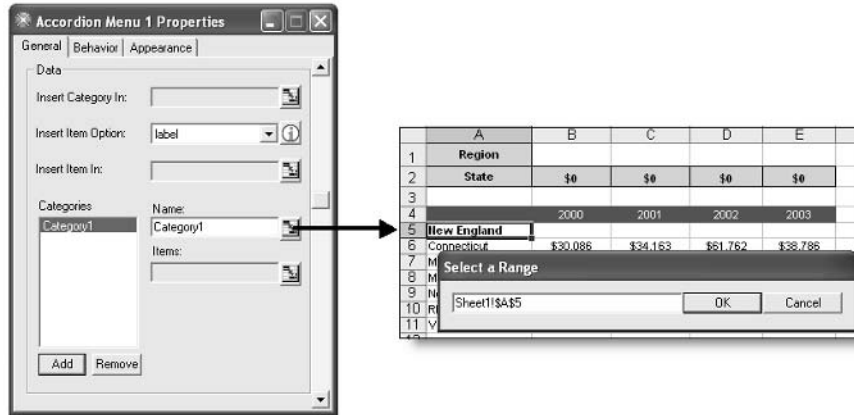 Accordion Menu 1 Properties
General Behavior Appearance
Data
Insert Category In:
Insert Item Option: label
Insert Item In:
Categories
Category1
Name:
Category1
Items:
Add Remove
A B C D E
1 Region
2 State $0 $0 $0 $0
3
4 2000 2001 2002 2003
5 New England
6 Connecticut $30,086 $34,163 $61,762 $38,786
7 M
8 M
9
10
11 V
Select a Range
Sheet1!$A$5 OK Cancel